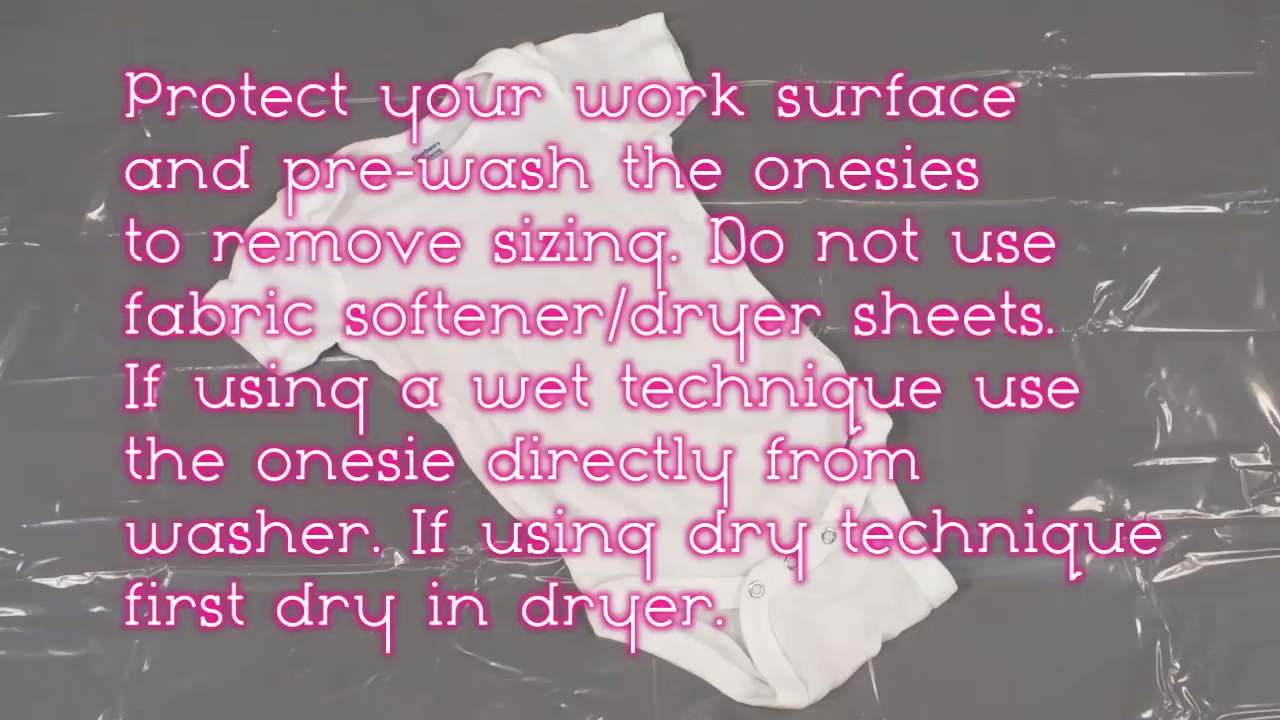 Protect your work surface
and pre-wash the onesies
to remove sizing. Do not use
fabric softener/dryer sheets.
If using a wet technique use
the onesie directly from
washer. If using dry technique
first dry in dryer.